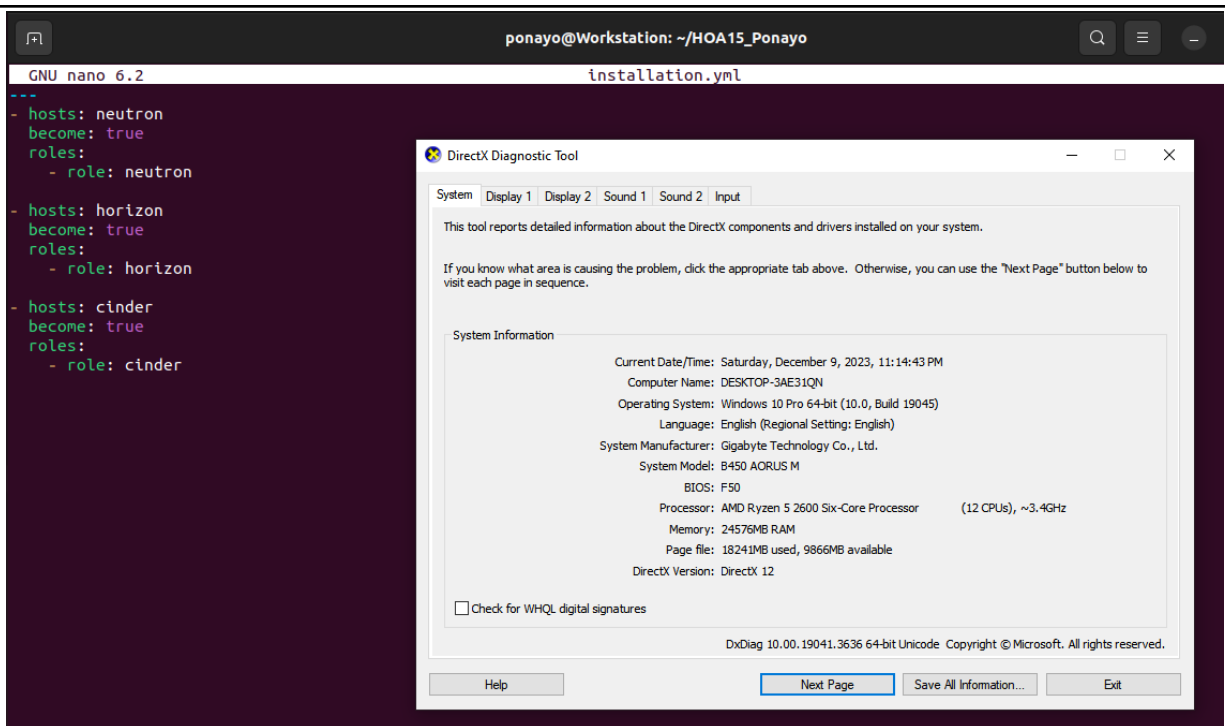 ponayo@Workstation: ~/HOA15_Ponayo
GNU nano 6.2 installation.yml
---
- hosts: neutron
  become: true
  roles:
    - role: neutron
- hosts: horizon
  become: true
  roles:
    - role: horizon
- hosts: cinder
  become: true
  roles:
    - role: cinder
DirectX Diagnostic Tool
System Display 1 Display 2 Sound 1 Sound 2 Input
This tool reports detailed information about the DirectX components and drivers installed on your system.
If you know what area is causing the problem, click the appropriate tab above.  Otherwise, you can use the "Next Page" button below to
visit each page in sequence.
System Information
Current Date/Time: Saturday, December 9, 2023, 11:14:43 PM
Computer Name: DESKTOP-3AE31QN
Operating System: Windows 10 Pro 64-bit (10.0, Build 19045)
Language: English (Regional Setting: English)
System Manufacturer: Gigabyte Technology Co., Ltd.
System Model: B450 AORUS M
BIOS: F50
Processor: AMD Ryzen 5 2600 Six-Core Processor (12 CPUs), ~3.4GHz
Memory: 24576MB RAM
Page file: 18241MB used, 9866MB available
DirectX Version: DirectX 12
Check for WHQL digital signatures
DxDiag 10.00.19041.3636 64-bit Unicode Copyright © Microsoft. All rights reserved.
Help Next Page Save All Information... Exit